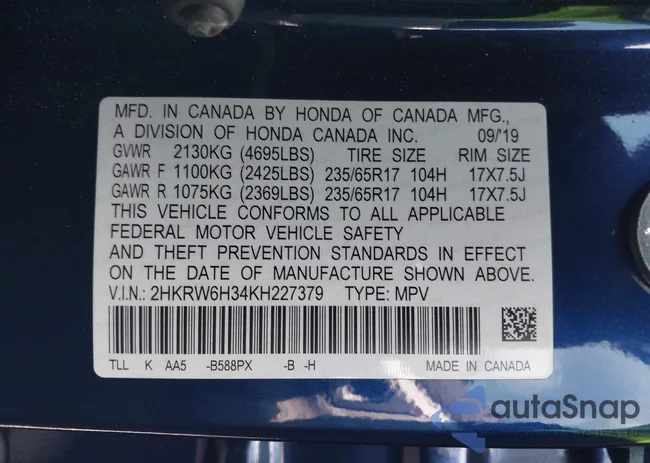 MFD. IN CANADA BY HONDA OF CANADA MFG.,
A DIVISION OF HONDA CANADA INC. 09/'19
GVWR 2130KG (4695LBS) TIRE SIZE RIM SIZE
GAWR F 1100KG (2425LBS) 235/65R17 104H 17X7.5J
GAWR R 1075KG (2369LBS) 235/65R17 104H 17X7.5J
THIS VEHICLE CONFORMS TO ALL APPLICABLE
FEDERAL MOTOR VEHICLE SAFETY
AND THEFT PREVENTION STANDARDS IN EFFECT
ON THE DATE OF MANUFACTURE SHOWN ABOVE.
V.I.N.: 2HKRW6H34KH227379 TYPE: MPV
TLL K AA5 -B588PX -B -H MADE IN CANADA
autaSnap